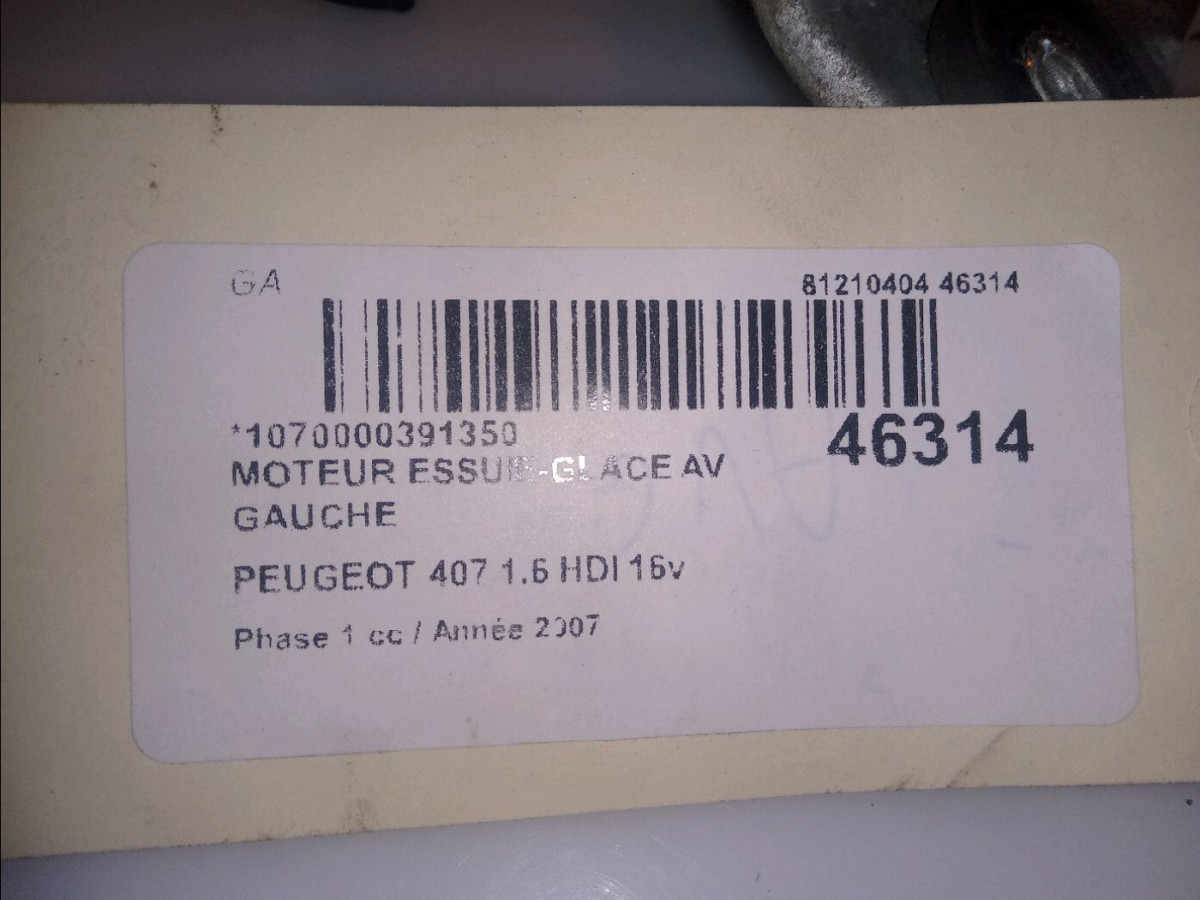 GA
81210404 46314
*1070000391350
46314
MOTEUR ESSUIE-GLACE AV
GAUCHE
PEUGEOT 407 1.6 HDI 16v
Phase 1 cc / Année 2007